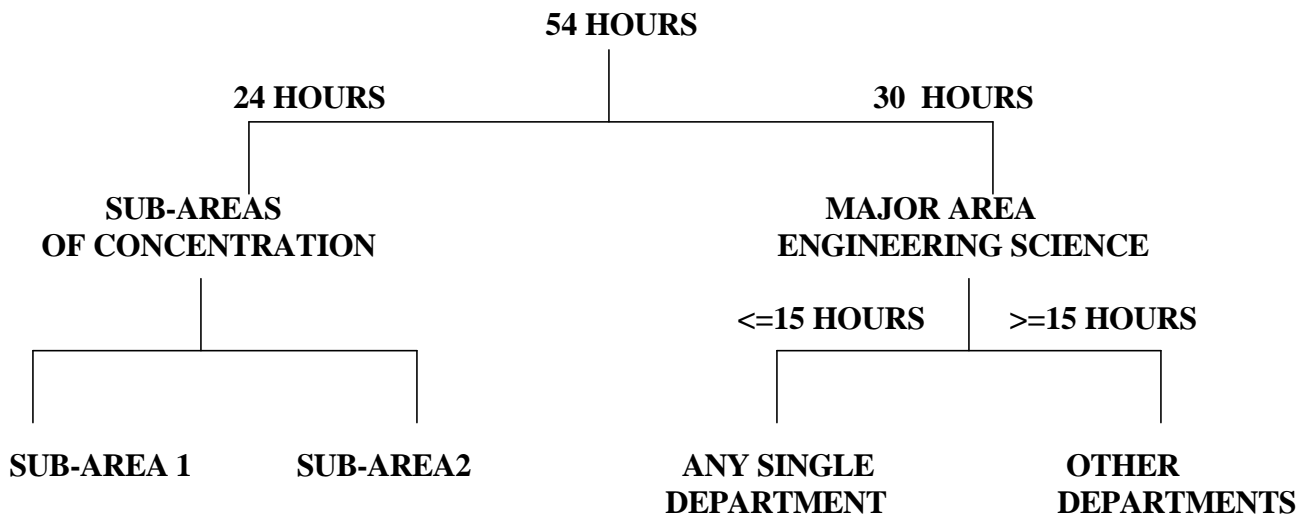 54 HOURS
24 HOURS
30 HOURS
SUB-AREAS
OF CONCENTRATION
MAJOR AREA
ENGINEERING SCIENCE
<=15 HOURS
>=15 HOURS
SUB-AREA 1
SUB-AREA2
ANY SINGLE
DEPARTMENT
OTHER
DEPARTMENTS